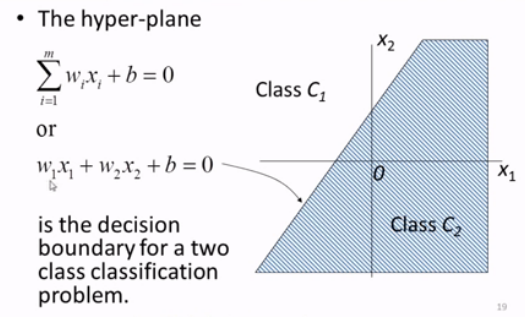 • The hyper-plane
m
∑ wᵢxᵢ + b = 0
i=1
or
w₁x₁ + w₂x₂ + b = 0
is the decision
boundary for a two
class classification
problem.
x₂
Class C₁
0
x₁
Class C₂
19